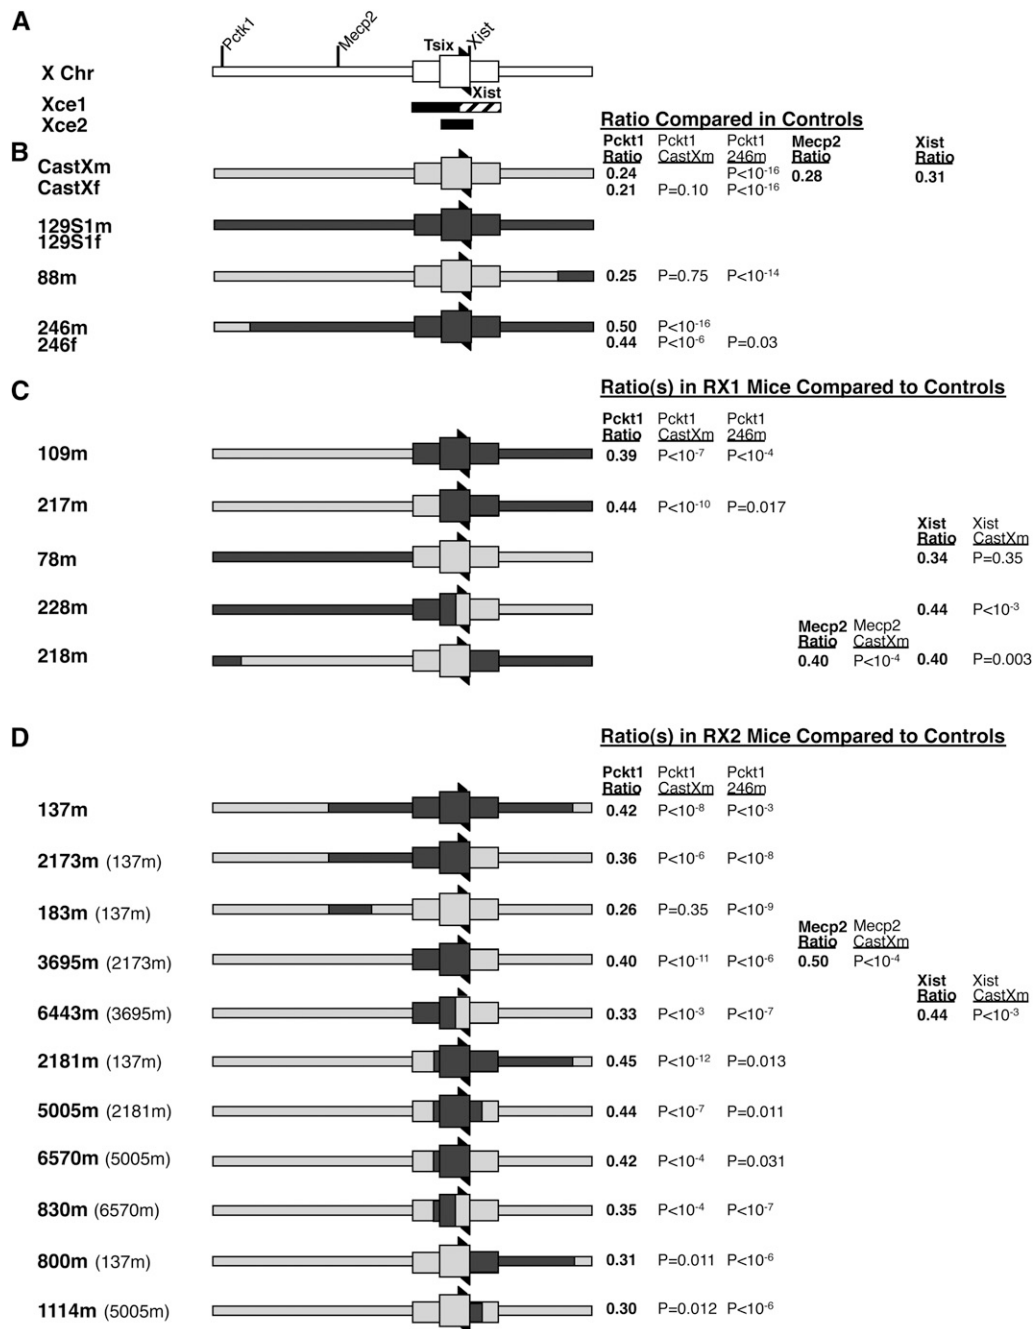 A
Pctk1
Mecp2
Tsix
Xist
X Chr
Xce1
Xist
Xce2
Ratio Compared in Controls
B
Pckt1 Pckt1 Pckt1 Mecp2 Xist
Ratio CastXm 246m Ratio Ratio
CastXm 0.24 P<10-16 0.28 0.31
CastXf 0.21 P=0.10 P<10-16
129S1m
129S1f
88m 0.25 P=0.75 P<10-14
246m 0.50 P<10-16
246f 0.44 P<10-6 P=0.03
C
Ratio(s) in RX1 Mice Compared to Controls
Pckt1 Pckt1 Pckt1
Ratio CastXm 246m
109m 0.39 P<10-7 P<10-4
217m 0.44 P<10-10 P=0.017
Xist Xist
Ratio CastXm
78m 0.34 P=0.35
228m 0.44 P<10-3
Mecp2 Mecp2
Ratio CastXm
218m 0.40 P<10-4 0.40 P=0.003
D
Ratio(s) in RX2 Mice Compared to Controls
Pckt1 Pckt1 Pckt1
Ratio CastXm 246m
137m 0.42 P<10-8 P<10-3
2173m (137m) 0.36 P<10-6 P<10-8
183m (137m) 0.26 P=0.35 P<10-9
Mecp2 Mecp2
Ratio CastXm
3695m (2173m) 0.40 P<10-11 P<10-6 0.50 P<10-4
Xist Xist
Ratio CastXm
6443m (3695m) 0.33 P<10-3 P<10-7 0.44 P<10-3
2181m (137m) 0.45 P<10-12 P=0.013
5005m (2181m) 0.44 P<10-7 P=0.011
6570m (5005m) 0.42 P<10-4 P=0.031
830m (6570m) 0.35 P<10-4 P<10-7
800m (137m) 0.31 P=0.011 P<10-6
1114m (5005m) 0.30 P=0.012 P<10-6